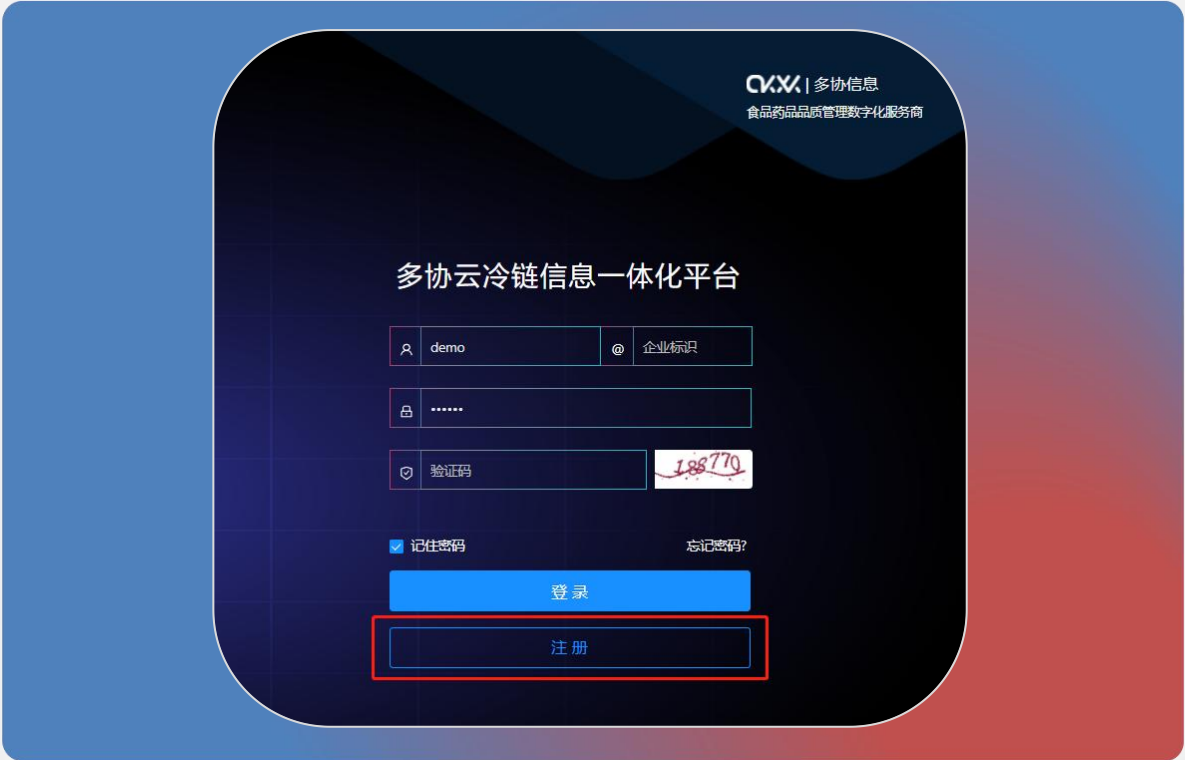 CKXX | 多协信息
食品药品品质管理数字化服务商
多协云冷链信息一体化平台
demo @ 企业标识
••••••
验证码 188770
记住密码 忘记密码?
登录
注册